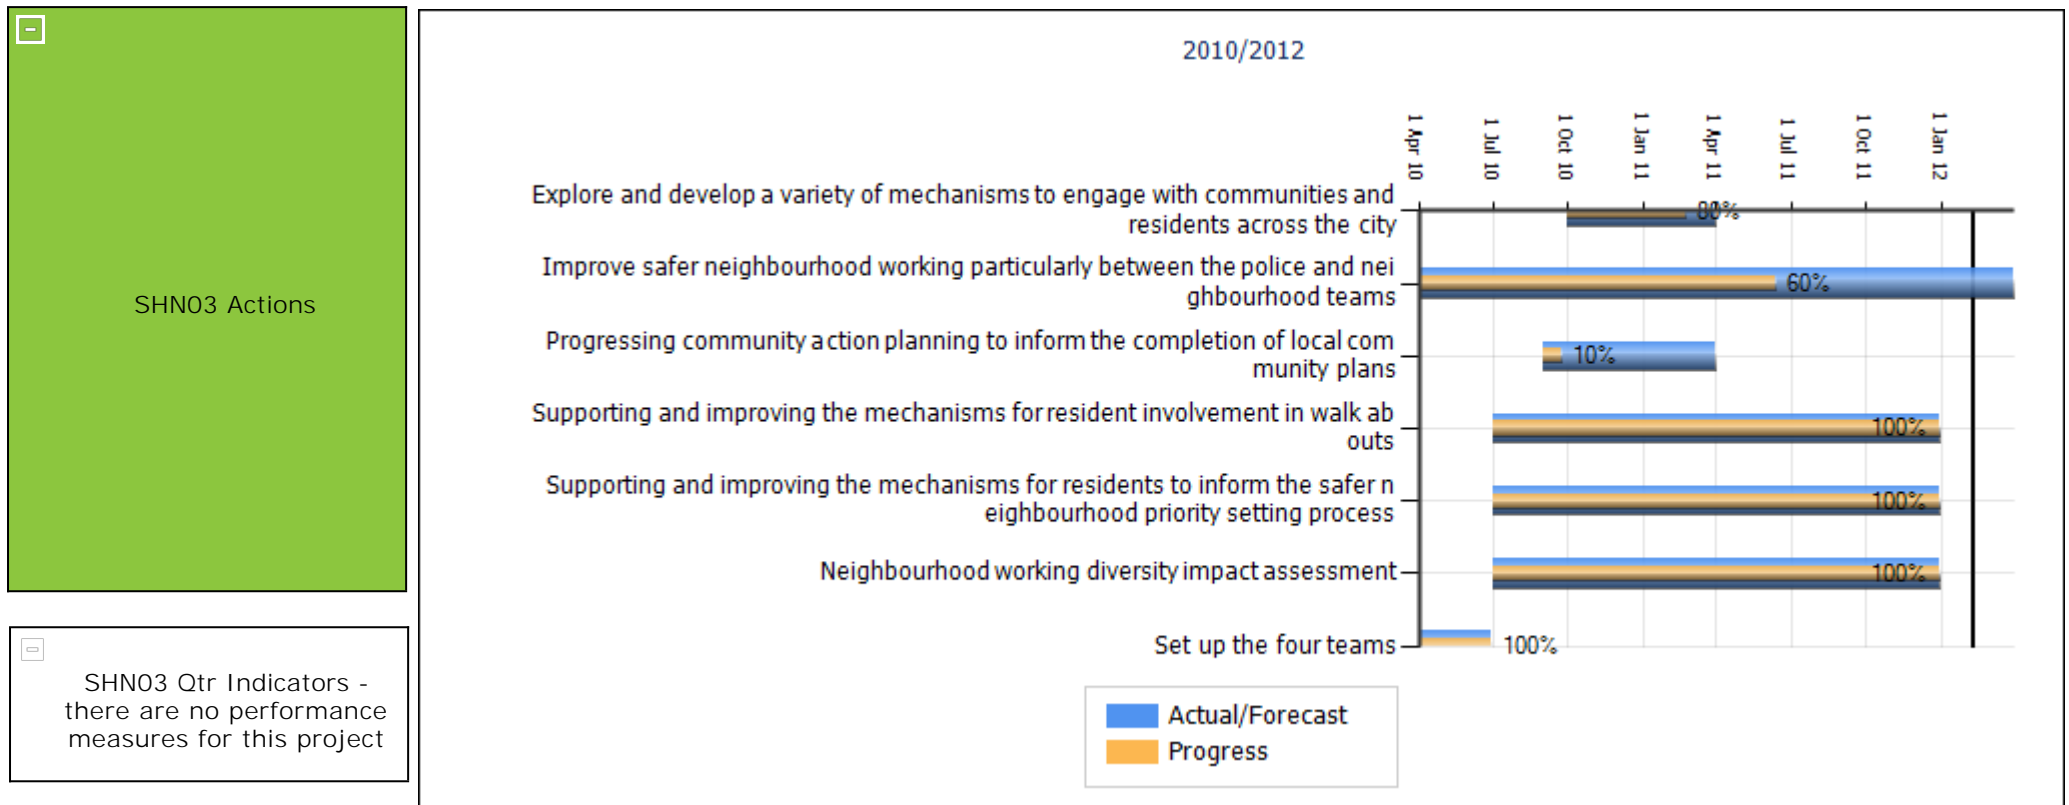 SHN03 Actions
SHN03 Qtr Indicators -
there are no performance
measures for this project
2010/2012
1 Apr 10
1 Jul 10
1 Oct 10
1 Jan 11
1 Apr 11
1 Jul 11
1 Oct 11
1 Jan 12
Explore and develop a variety of mechanisms to engage with communities and
residents across the city
80%
Improve safer neighbourhood working particularly between the police and nei
ghbourhood teams
60%
Progressing community action planning to inform the completion of local com
munity plans
10%
Supporting and improving the mechanisms for resident involvement in walk ab
outs
100%
Supporting and improving the mechanisms for residents to inform the safer n
eighbourhood priority setting process
100%
Neighbourhood working diversity impact assessment
100%
Set up the four teams
100%
Actual/Forecast
Progress